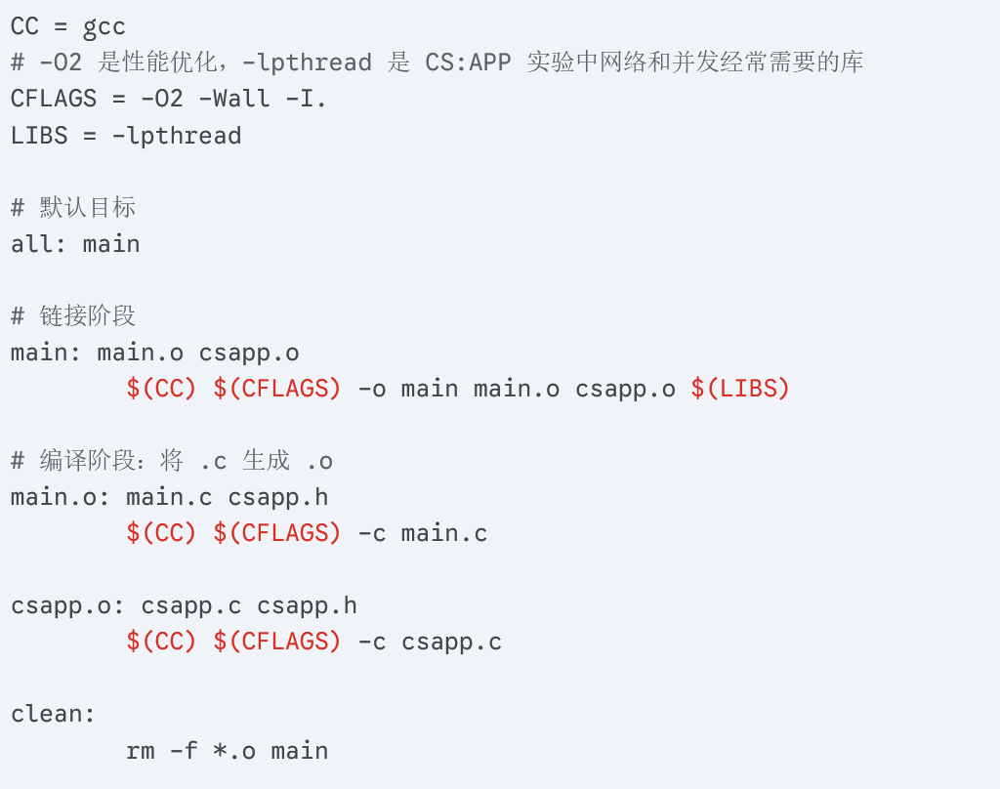 CC = gcc
# -O2 是性能优化，-lpthread 是 CS:APP 实验中网络和并发经常需要的库
CFLAGS = -O2 -Wall -I.
LIBS = -lpthread
# 默认目标
all: main
# 链接阶段
main: main.o csapp.o
$(CC) $(CFLAGS) -o main main.o csapp.o $(LIBS)
# 编译阶段：将 .c 生成 .o
main.o: main.c csapp.h
$(CC) $(CFLAGS) -c main.c
csapp.o: csapp.c csapp.h
$(CC) $(CFLAGS) -c csapp.c
clean:
rm -f *.o main